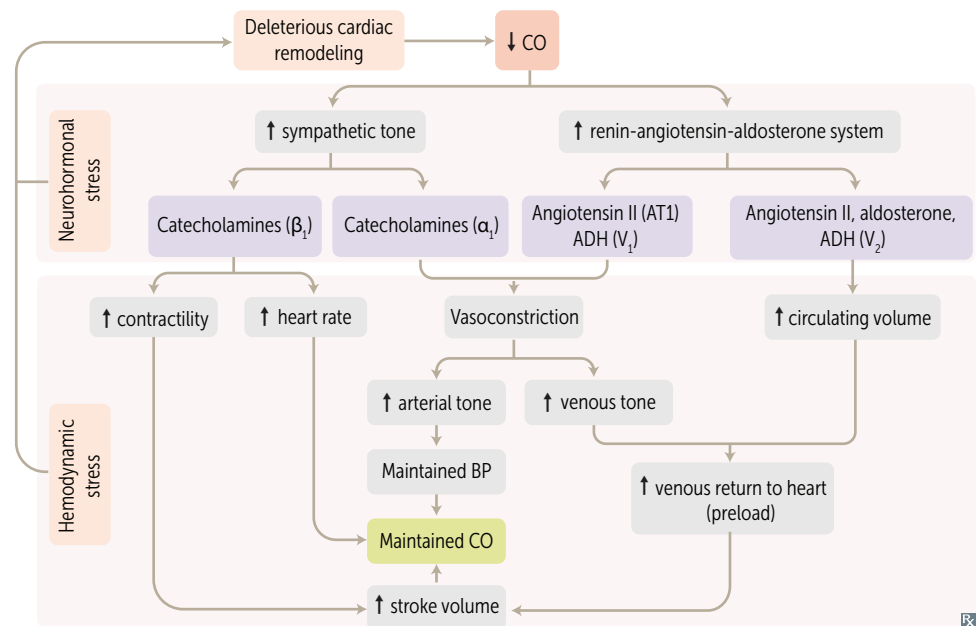 Deleterious cardiac
remodeling
↓ CO
Neurohormonal
stress
↑ sympathetic tone
↑ renin-angiotensin-aldosterone system
Catecholamines (β₁)
Catecholamines (α₁)
Angiotensin II (AT1)
ADH (V₁)
Angiotensin II, aldosterone,
ADH (V₂)
Hemodynamic
stress
↑ contractility
↑ heart rate
Vasoconstriction
↑ circulating volume
↑ arterial tone
↑ venous tone
Maintained BP
↑ venous return to heart
(preload)
Maintained CO
↑ stroke volume
Rx